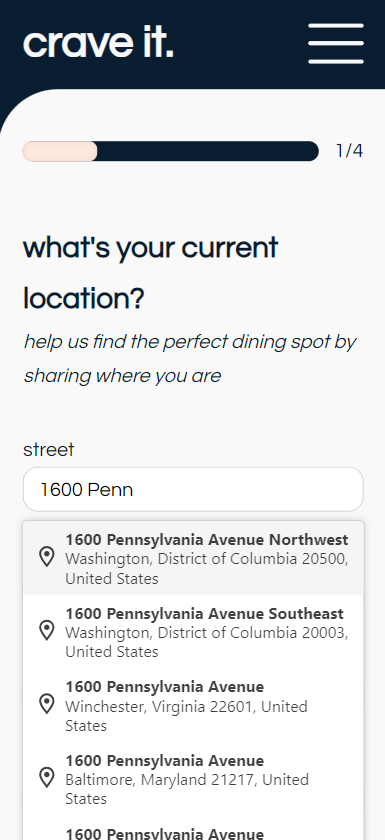 crave it.
1/4
what's your current
location?
help us find the perfect dining spot by
sharing where you are
street
1600 Penn
1600 Pennsylvania Avenue Northwest
Washington, District of Columbia 20500,
United States
1600 Pennsylvania Avenue Southeast
Washington, District of Columbia 20003,
United States
1600 Pennsylvania Avenue
Winchester, Virginia 22601, United
States
1600 Pennsylvania Avenue
Baltimore, Maryland 21217, United
States
1600 Pennsylvania Avenue